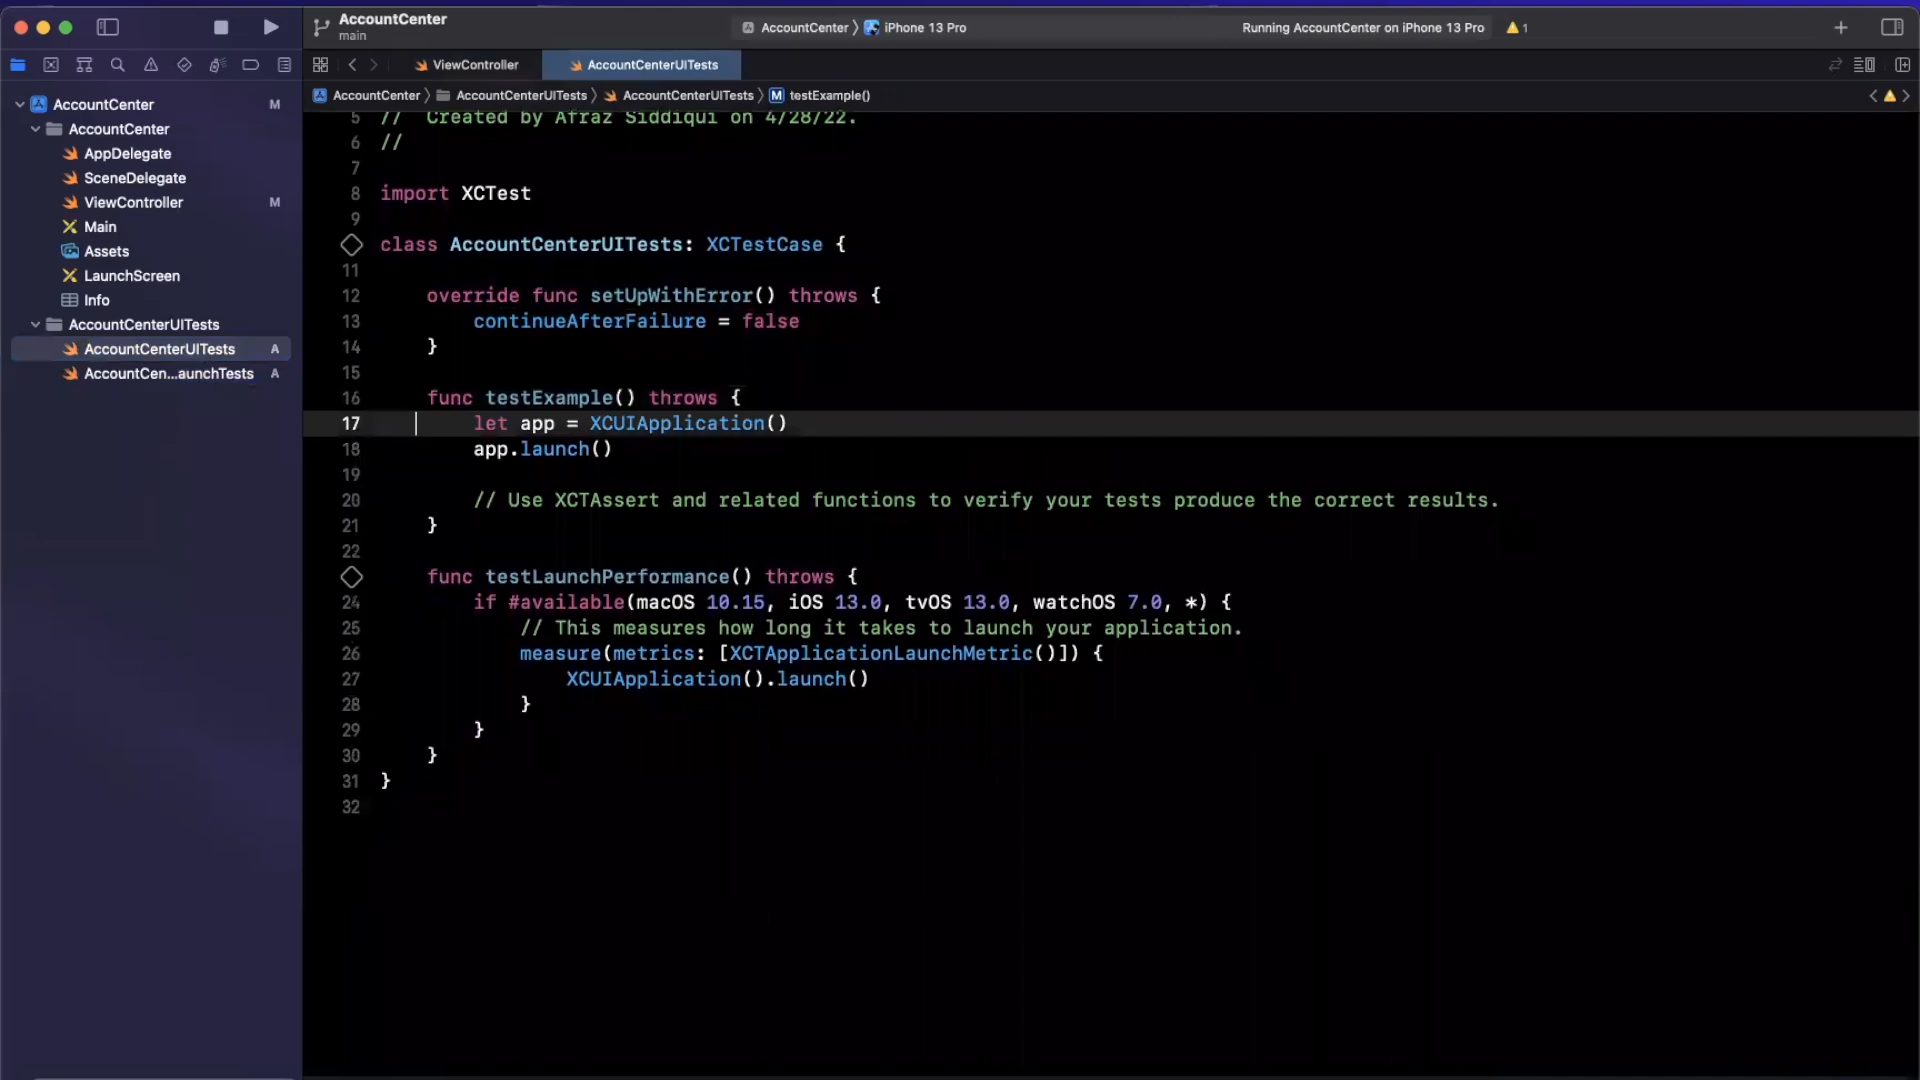 AccountCenter
main
AccountCenter 〉 iPhone 13 Pro
Running AccountCenter on iPhone 13 Pro
1
ViewController
AccountCenterUITests
AccountCenter 〉 AccountCenterUITests 〉 AccountCenterUITests 〉 M testExample()
AccountCenter M
AccountCenter
AppDelegate
SceneDelegate
ViewController M
Main
Assets
LaunchScreen
Info
AccountCenterUITests
AccountCenterUITests A
AccountCen...aunchTests A
5 //  Created by Afraz Siddiqui on 4/28/22.
6 //
7
8 import XCTest
9
class AccountCenterUITests: XCTestCase {
11
12     override func setUpWithError() throws {
13         continueAfterFailure = false
14     }
15
16     func testExample() throws {
17         let app = XCUIApplication()
18         app.launch()
19
20         // Use XCTAssert and related functions to verify your tests produce the correct results.
21     }
22
    func testLaunchPerformance() throws {
24         if #available(macOS 10.15, iOS 13.0, tvOS 13.0, watchOS 7.0, *) {
25             // This measures how long it takes to launch your application.
26             measure(metrics: [XCTApplicationLaunchMetric()]) {
27                 XCUIApplication().launch()
28             }
29         }
30     }
31 }
32